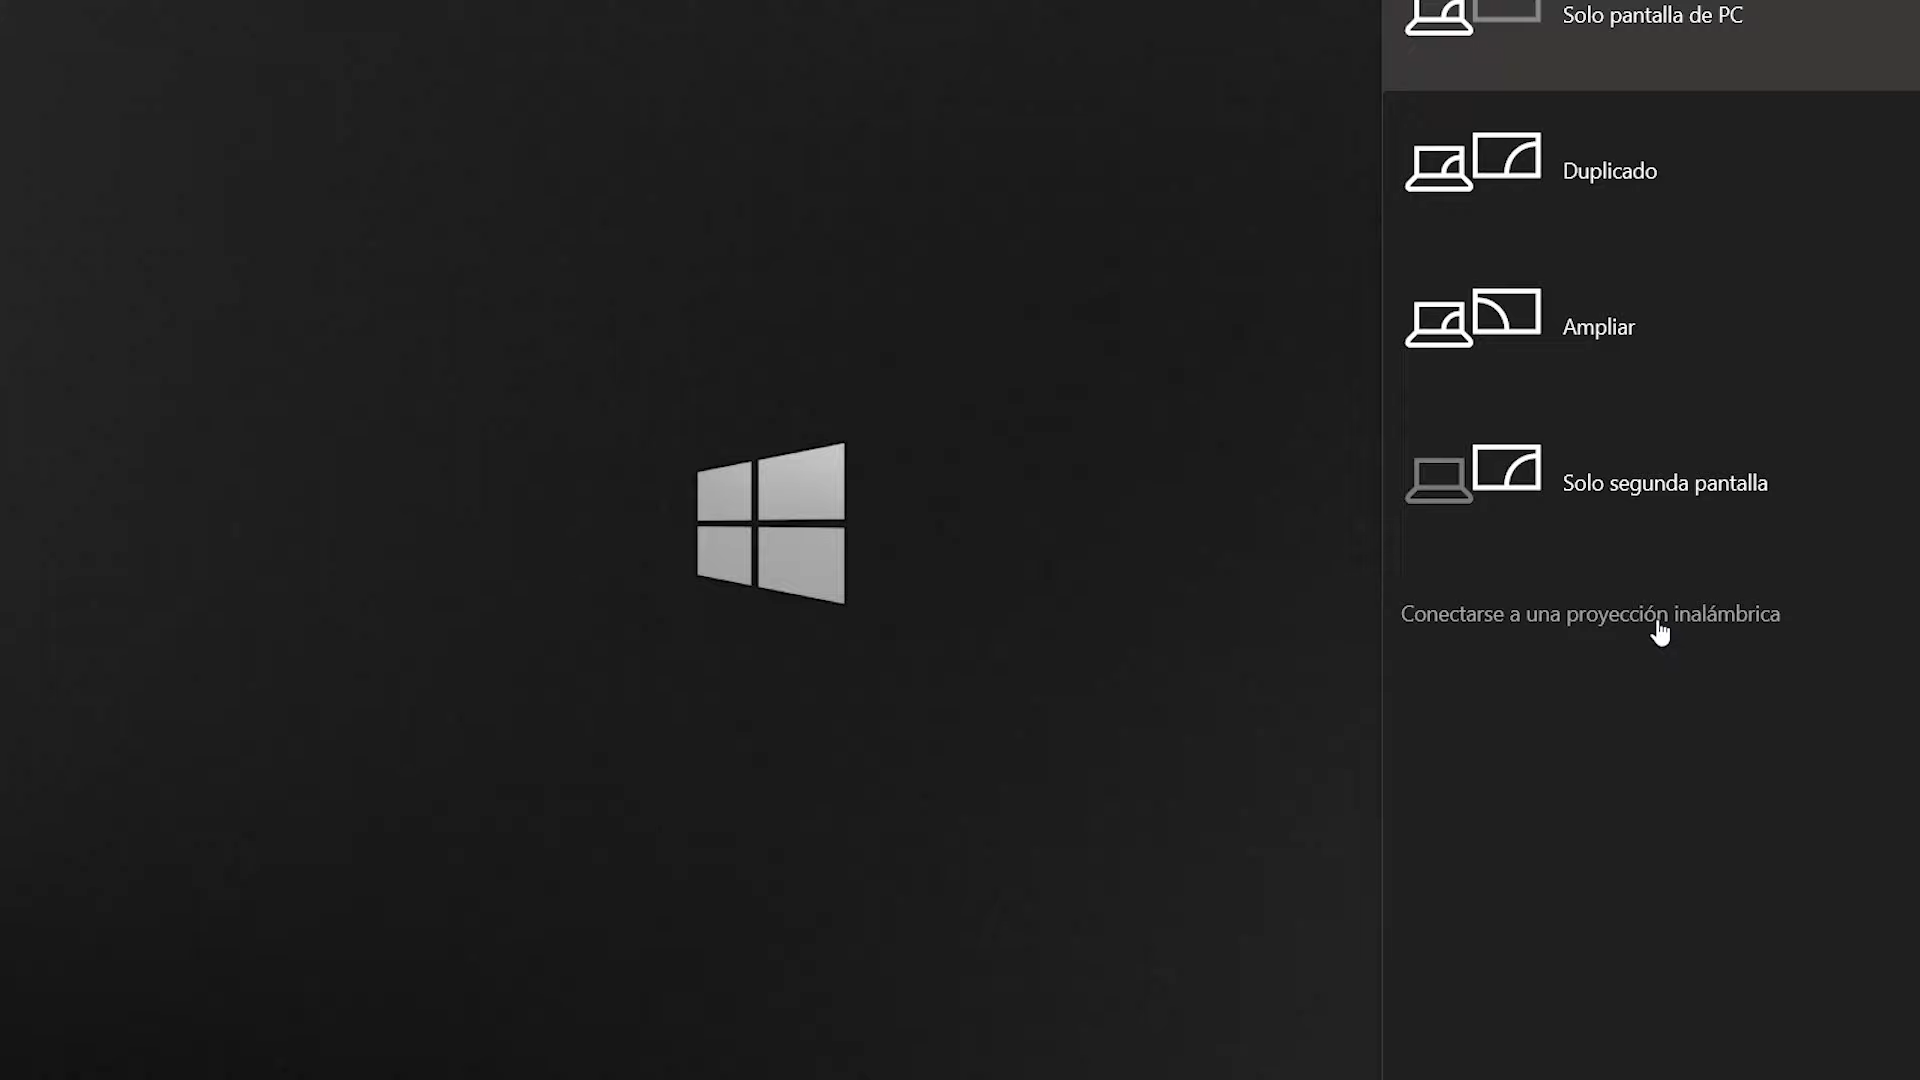 Solo pantalla de PC
Duplicado
Ampliar
Solo segunda pantalla
Conectarse a una proyección inalámbrica